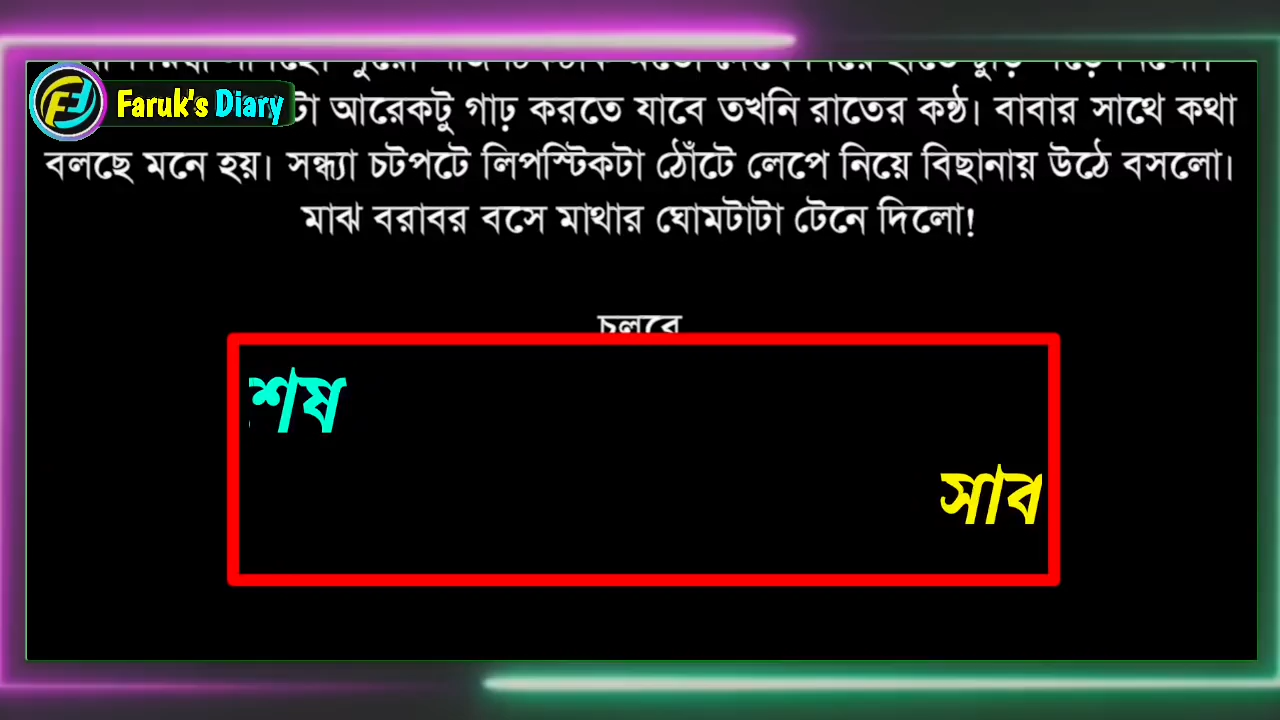 Faruk's Diary
টা আরেকটু গাঢ় করতে যাবে তখনি রাতের কন্ঠ। বাবার সাথে কথা
বলছে মনে হয়। সন্ধ্যা চটপটে লিপস্টিকটা ঠোঁটে লেপে নিয়ে বিছানায় উঠে বসলো।
মাঝ বরাবর বসে মাথার ঘোমটাটা টেনে দিলো!
চলবে
শেষ
সাব